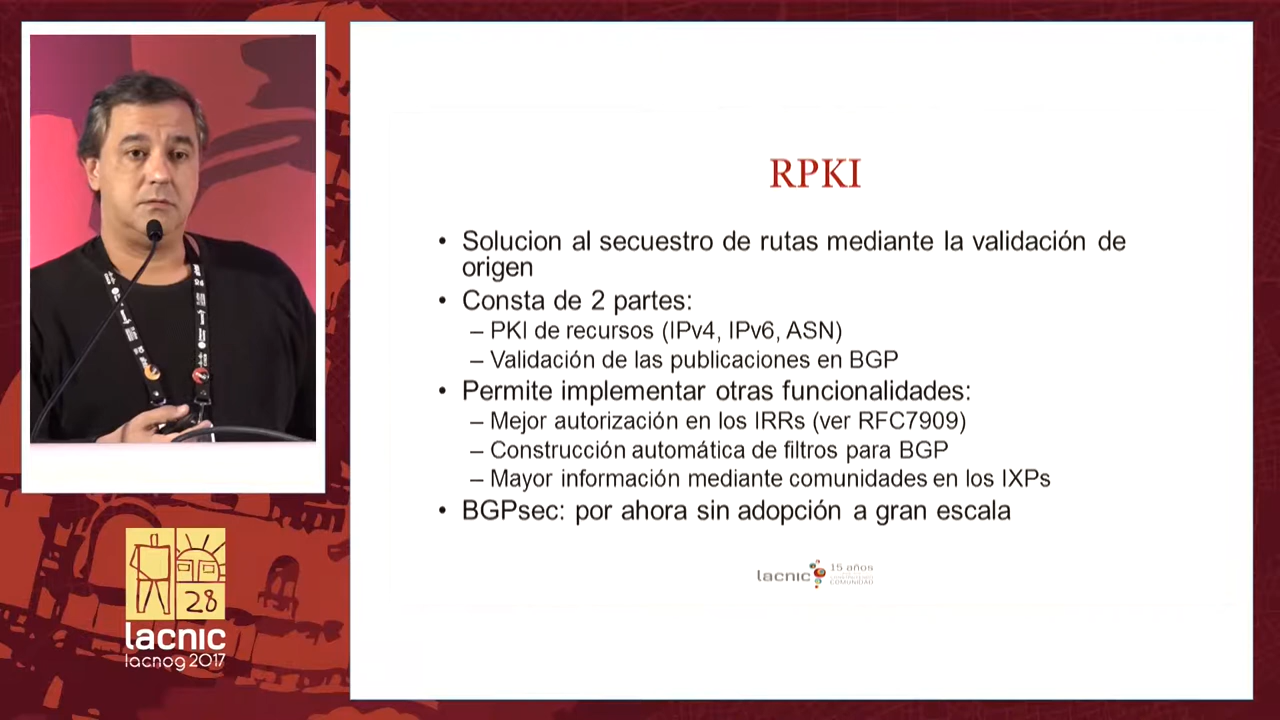 RPKI
• Solucion al secuestro de rutas mediante la validación de
origen
• Consta de 2 partes:
– PKI de recursos (IPv4, IPv6, ASN)
– Validación de las publicaciones en BGP
• Permite implementar otras funcionalidades:
– Mejor autorización en los IRRs (ver RFC7909)
– Construcción automática de filtros para BGP
– Mayor información mediante comunidades en los IXPs
• BGPsec: por ahora sin adopción a gran escala
lacnic 15 años
COMUNIDAD
28
lacnic
lacnog 2017